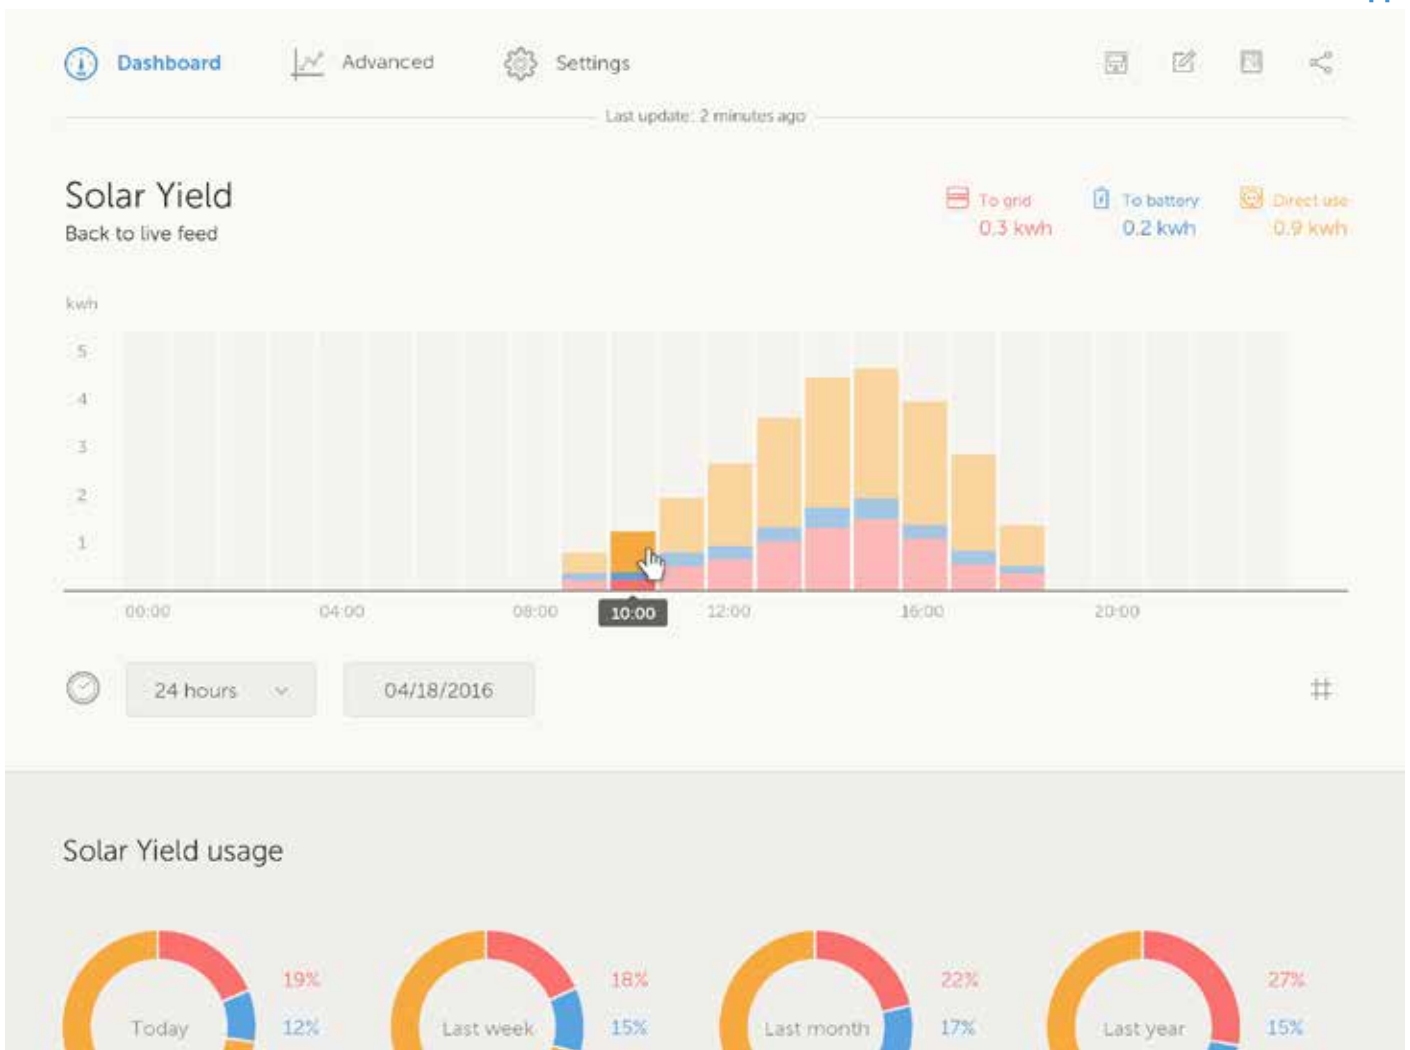 Dashboard
Advanced
Settings
Last update: 2 minutes ago
Solar Yield
Back to live feed
To grid
0.3 kwh
To battery
0.2 kwh
Direct use
0.9 kwh
kwh
5
4
3
2
1
00:00
04:00
08:00
10:00
12:00
16:00
20:00
24 hours
04/18/2016
Solar Yield usage
Today
19%
12%
Last week
18%
15%
Last month
22%
17%
Last year
27%
15%